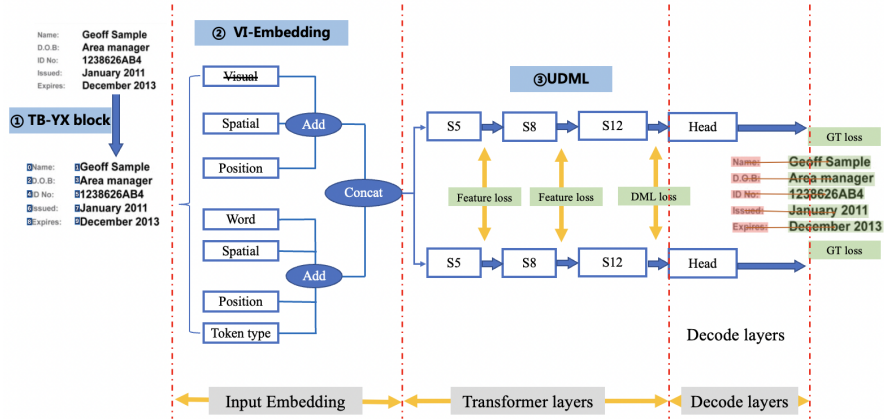 Name: Geoff Sample
D.O.B: Area manager
ID No: 1238626AB4
Issued: January 2011
Expires: December 2013
① TB-YX block
0 Name: 1 Geoff Sample
2 D.O.B: Area manager
ID No: 1238626AB4
Issued: January 2011
8 Expires: December 2013
② VI-Embedding
Visual
Spatial
Position
Add
Word
Spatial
Position
Token type
Add
Concat
③UDML
S5 S8 S12 Head
GT loss
Feature loss Feature loss DML loss
Name: Geoff Sample
D.O.B: Area manager
ID No: 1238626AB4
Issued: January 2011
Expires: December 2013
GT loss
S5 S8 S12 Head
Decode layers
Input Embedding Transformer layers Decode layers